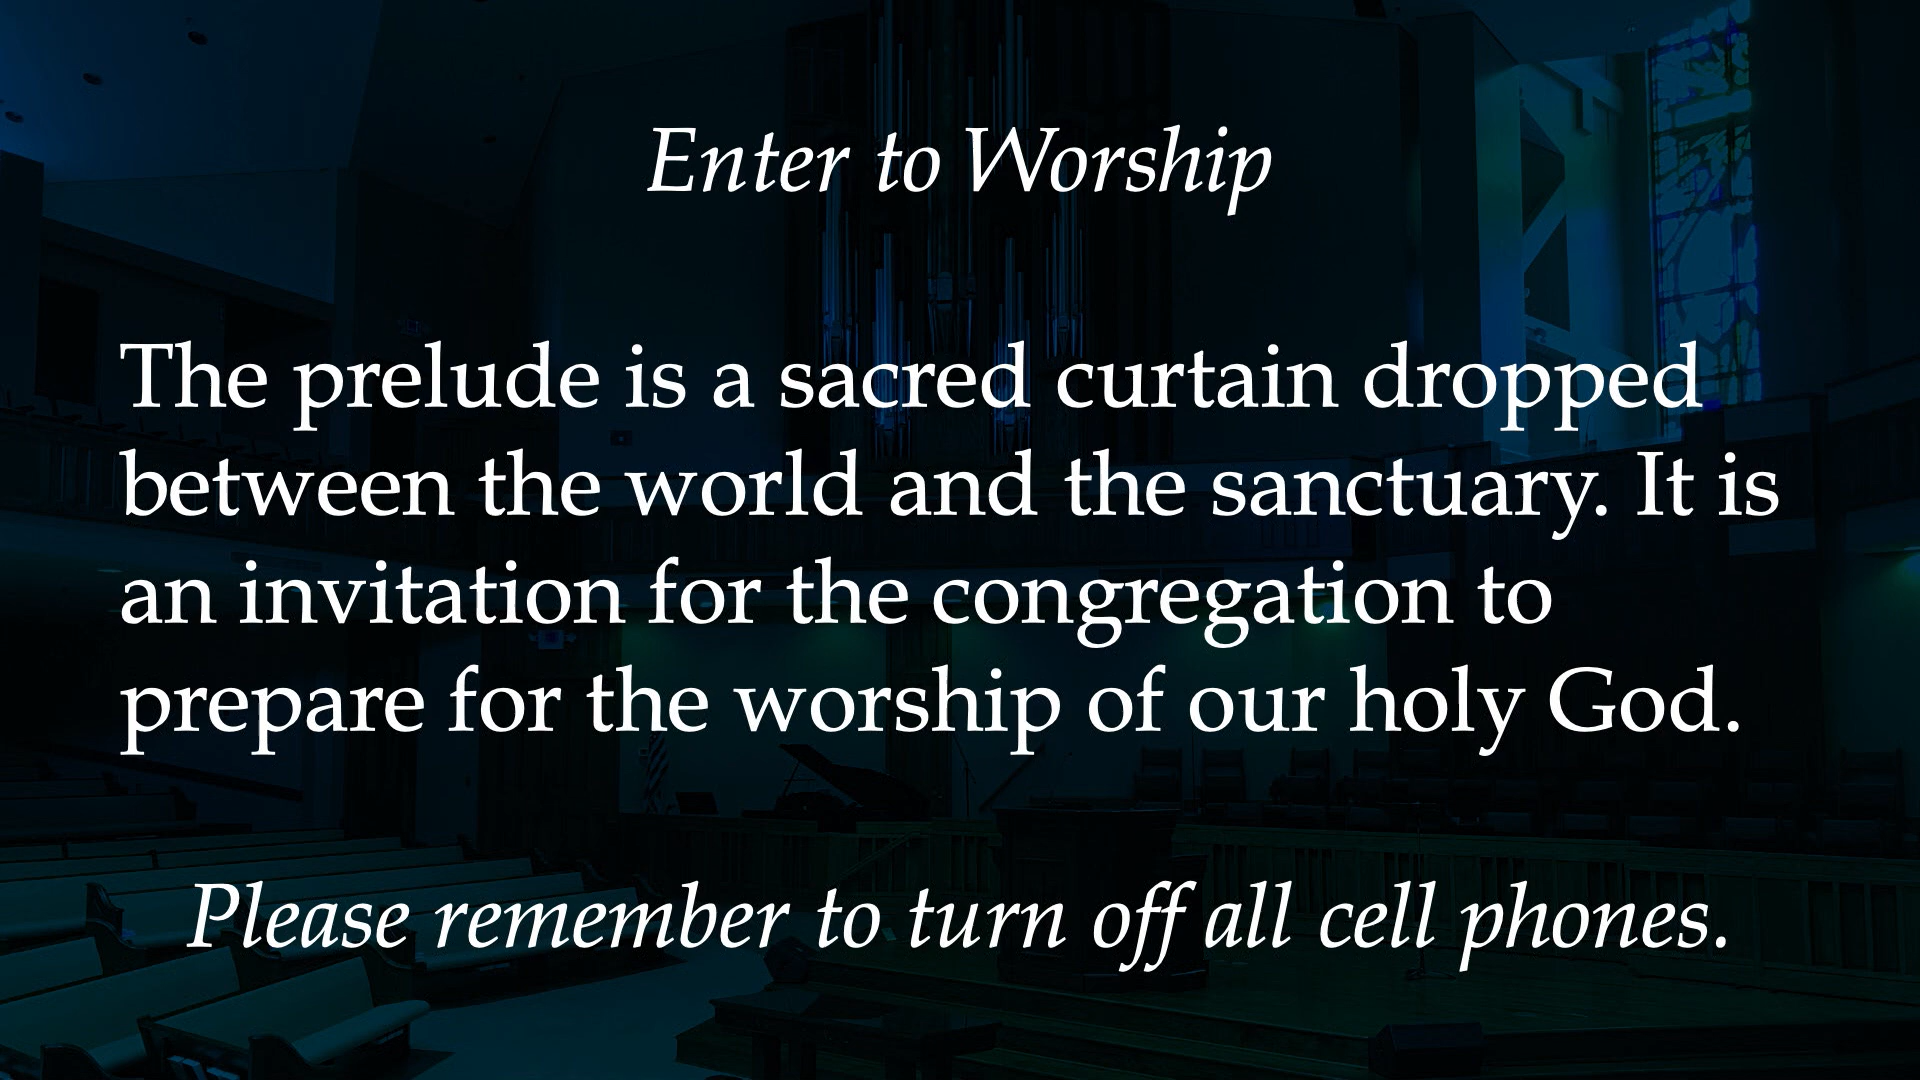 Enter to Worship
The prelude is a sacred curtain dropped
between the world and the sanctuary. It is
an invitation for the congregation to
prepare for the worship of our holy God.
Please remember to turn off all cell phones.